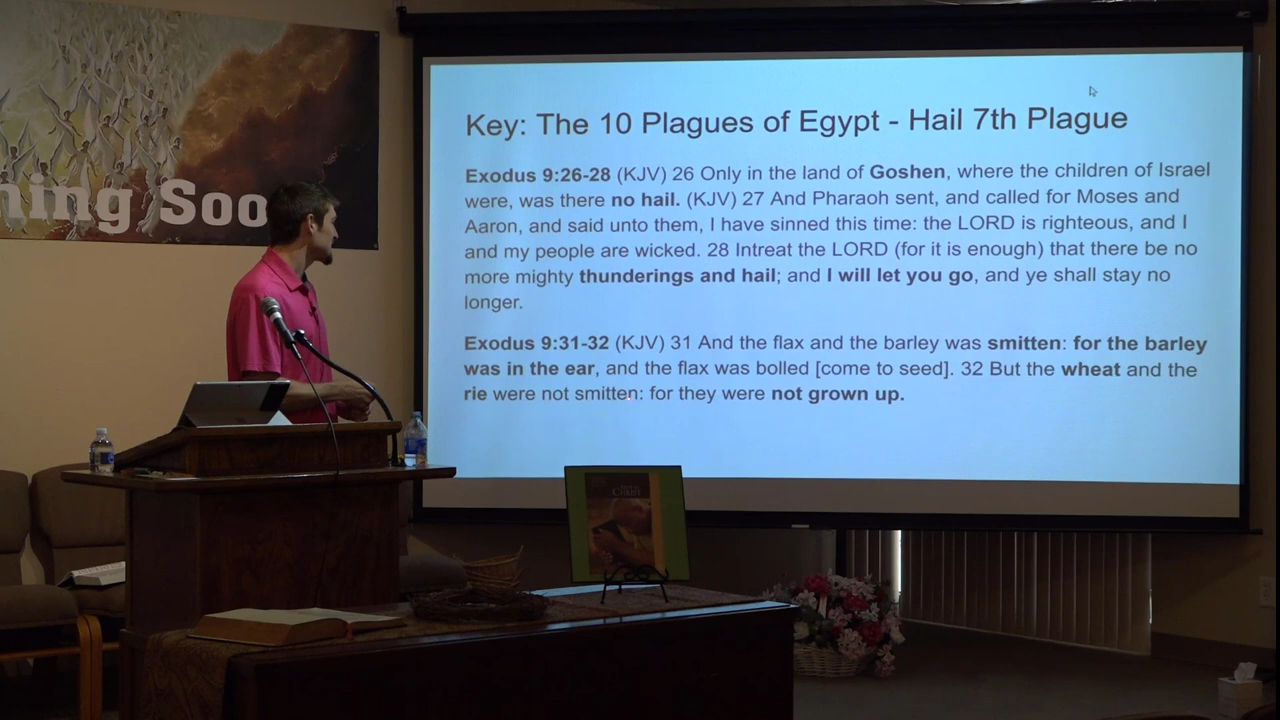 ning Soo
Key: The 10 Plagues of Egypt - Hail 7th Plague
Exodus 9:26-28 (KJV) 26 Only in the land of Goshen, where the children of Israel
were, was there no hail. (KJV) 27 And Pharaoh sent, and called for Moses and
Aaron, and said unto them, I have sinned this time: the LORD is righteous, and I
and my people are wicked. 28 Intreat the LORD (for it is enough) that there be no
more mighty thunderings and hail; and I will let you go, and ye shall stay no
longer.
Exodus 9:31-32 (KJV) 31 And the flax and the barley was smitten: for the barley
was in the ear, and the flax was bolled [come to seed]. 32 But the wheat and the
rie were not smitten: for they were not grown up.
CHRIST